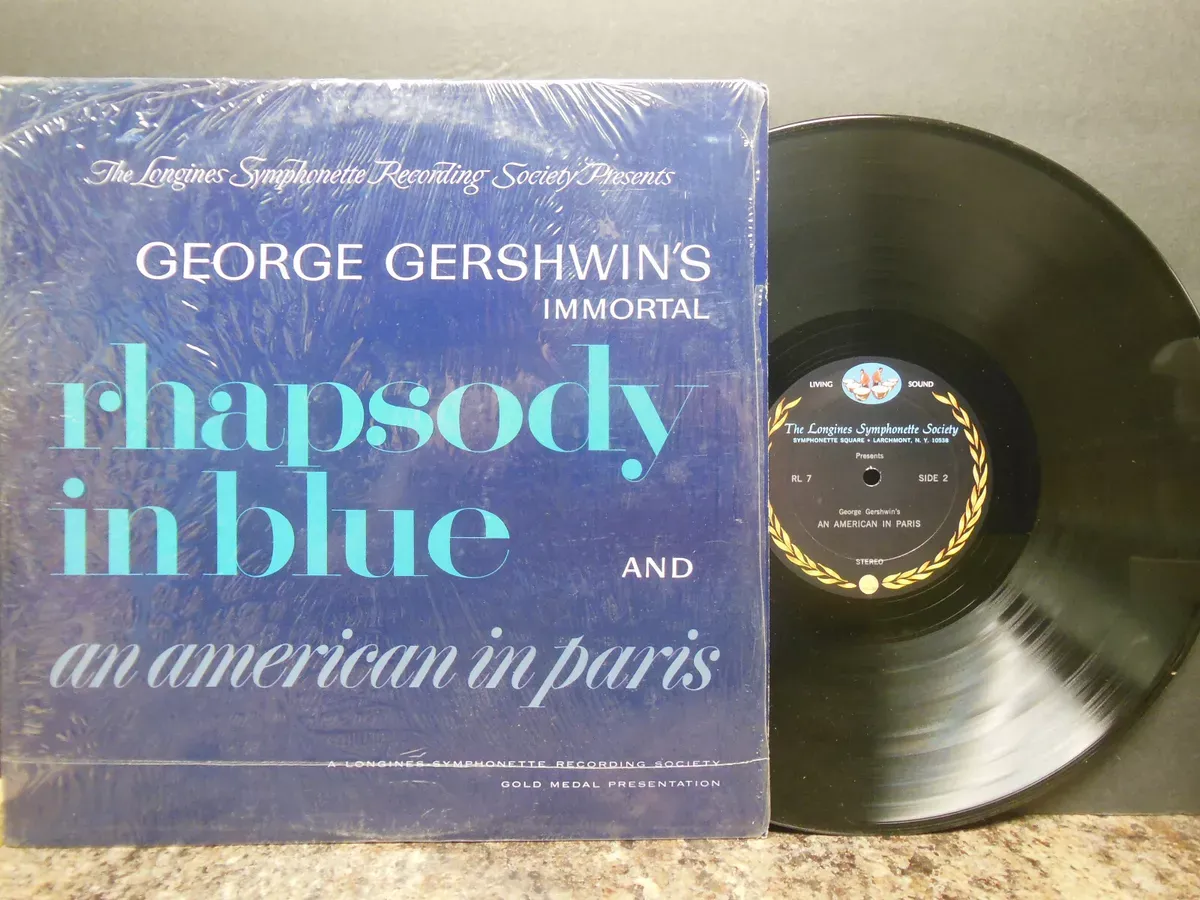 The Longines Symphonette Recording Society Presents
GEORGE GERSHWIN'S
IMMORTAL
rhapsody
in blue
AND
an american in paris
A LONGINES-SYMPHONETTE RECORDING SOCIETY
GOLD MEDAL PRESENTATION
LIVING SOUND
The Longines Symphonette Society
SYMPHONETTE SQUARE • LARCHMONT, N. Y. 10538
Presents
RL 7 SIDE 2
George Gershwin's
AN AMERICAN IN PARIS
STEREO